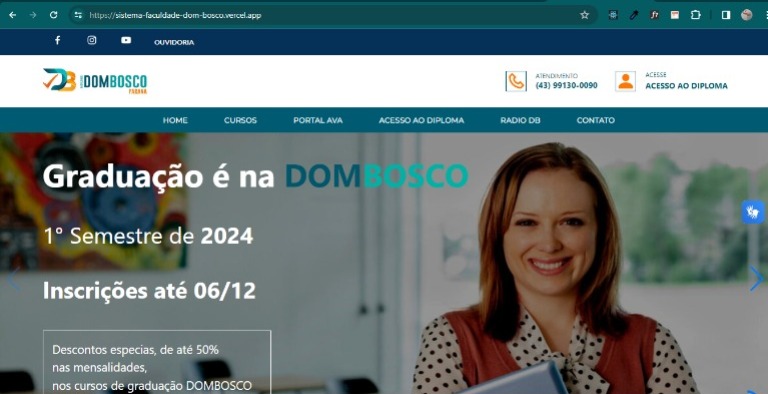 https://sistema-faculdade-dom-bosco.vercel.app
OUVIDORIA
DOMBOSCO
PARANÁ
ATENDIMENTO
(43) 99130-0090
ACESSE
ACESSO AO DIPLOMA
HOME
CURSOS
PORTAL AVA
ACESSO AO DIPLOMA
RADIO DB
CONTATO
Graduação é na DOMBOSCO
1° Semestre de 2024
Inscrições até 06/12
Descontos especias, de até 50%
nas mensalidades,
nos cursos de graduação DOMBOSCO